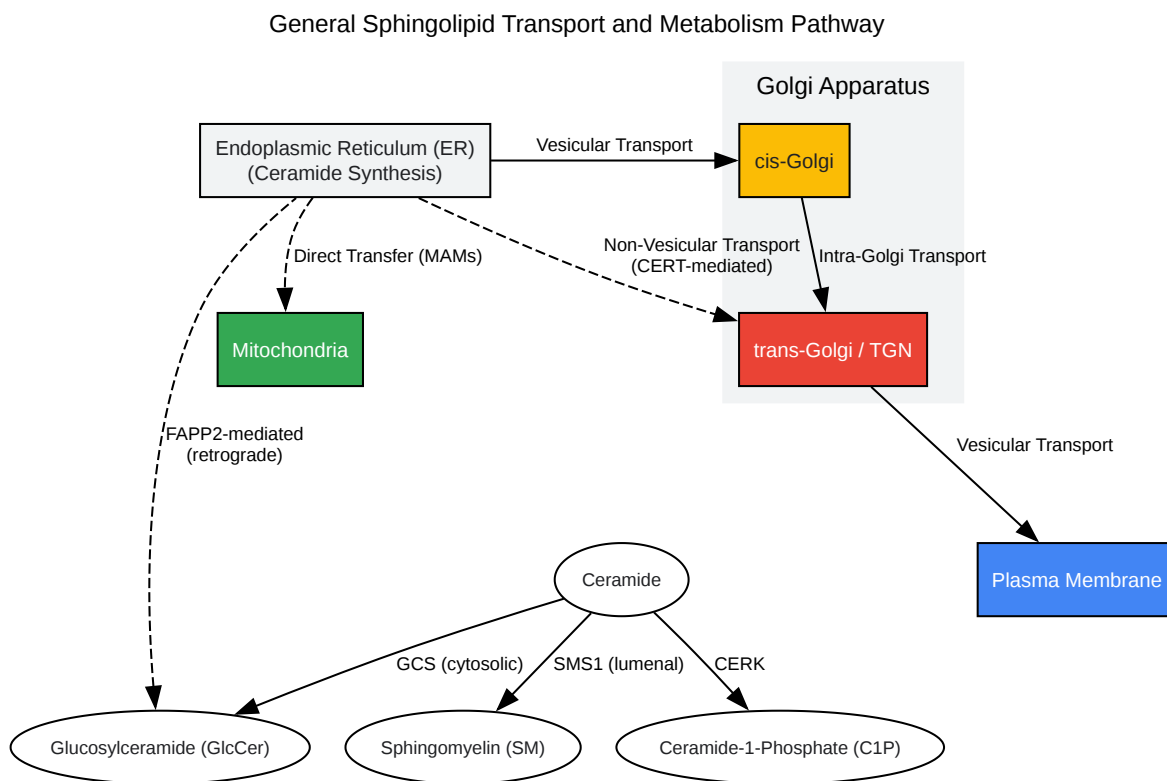 General Sphingolipid Transport and Metabolism Pathway
Golgi Apparatus
Endoplasmic Reticulum (ER)
(Ceramide Synthesis)
Vesicular Transport
cis-Golgi
Direct Transfer (MAMs)
Non-Vesicular Transport
(CERT-mediated)
Intra-Golgi Transport
Mitochondria
trans-Golgi / TGN
FAPP2-mediated
(retrograde)
Vesicular Transport
Ceramide
Plasma Membrane
GCS (cytosolic)
SMS1 (lumenal)
CERK
Glucosylceramide (GlcCer)
Sphingomyelin (SM)
Ceramide-1-Phosphate (C1P)